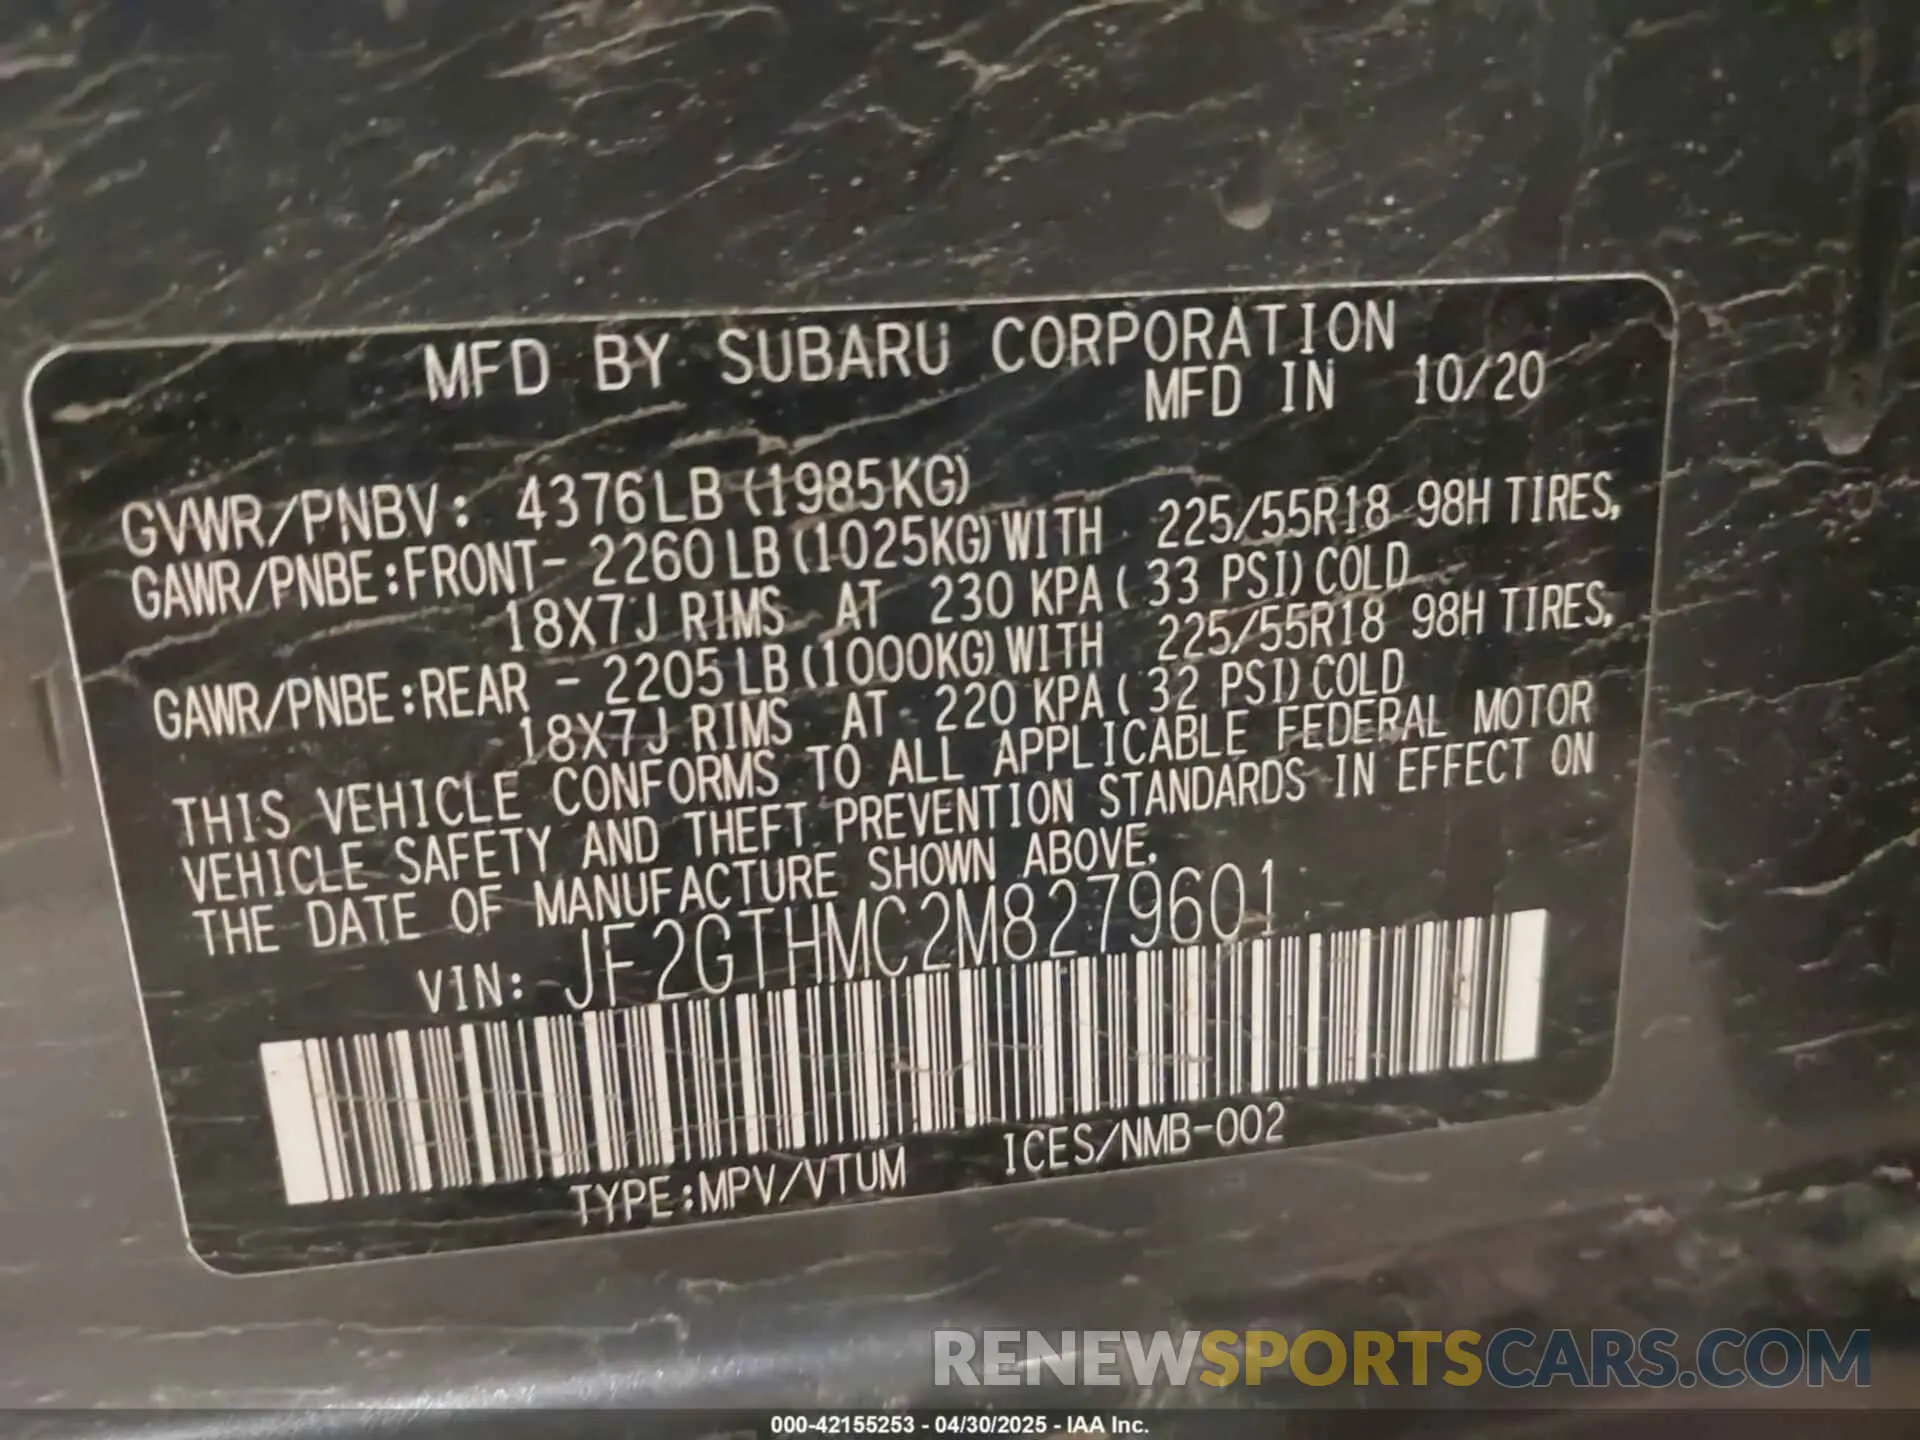 MFD BY SUBARU CORPORATION
MFD IN 10/20
GVWR/PNBV: 4376LB (1985KG)
GAWR/PNBE:FRONT- 2260 LB (1025KG) WITH 225/55R18 98H TIRES,
18X7J RIMS AT 230 KPA ( 33 PSI) COLD
GAWR/PNBE:REAR - 2205 LB (1000KG) WITH 225/55R18 98H TIRES,
18X7J RIMS AT 220 KPA ( 32 PSI) COLD
THIS VEHICLE CONFORMS TO ALL APPLICABLE FEDERAL MOTOR
VEHICLE SAFETY AND THEFT PREVENTION STANDARDS IN EFFECT ON
THE DATE OF MANUFACTURE SHOWN ABOVE.
VIN: JF2GTHMC2M8279601
TYPE:MPV/VTUM ICES/NMB-002
RENEWSPORTSCARS.COM
000-42155253 - 04/30/2025 - IAA Inc.